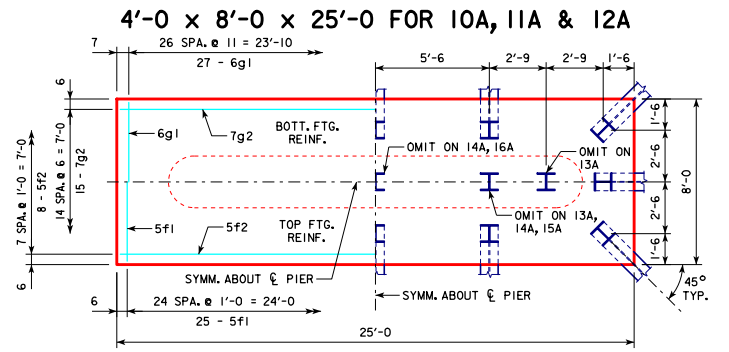 4'-0 x 8'-0 x 25'-0 FOR 10A, 11A & 12A
7
26 SPA. @ 11 = 23'-10
27 - 6g1
5'-6
2'-9
2'-9
1'-6
6
6g1
7g2
BOTT. FTG.
REINF.
OMIT ON 14A, 16A
OMIT ON
13A
1'-6
2'-6
8'-0
2'-6
1'-6
7 SPA. @ 1'-0 = 7'-0
8 - 5f2
14 SPA. @ 6 = 7'-0
15 - 7g2
5f1
5f2
TOP FTG.
REINF.
OMIT ON 13A,
14A, 15A
6
SYMM. ABOUT ℄ PIER
45°
TYP.
6
24 SPA. @ 1'-0 = 24'-0
25 - 5f1
SYMM. ABOUT ℄ PIER
25'-0